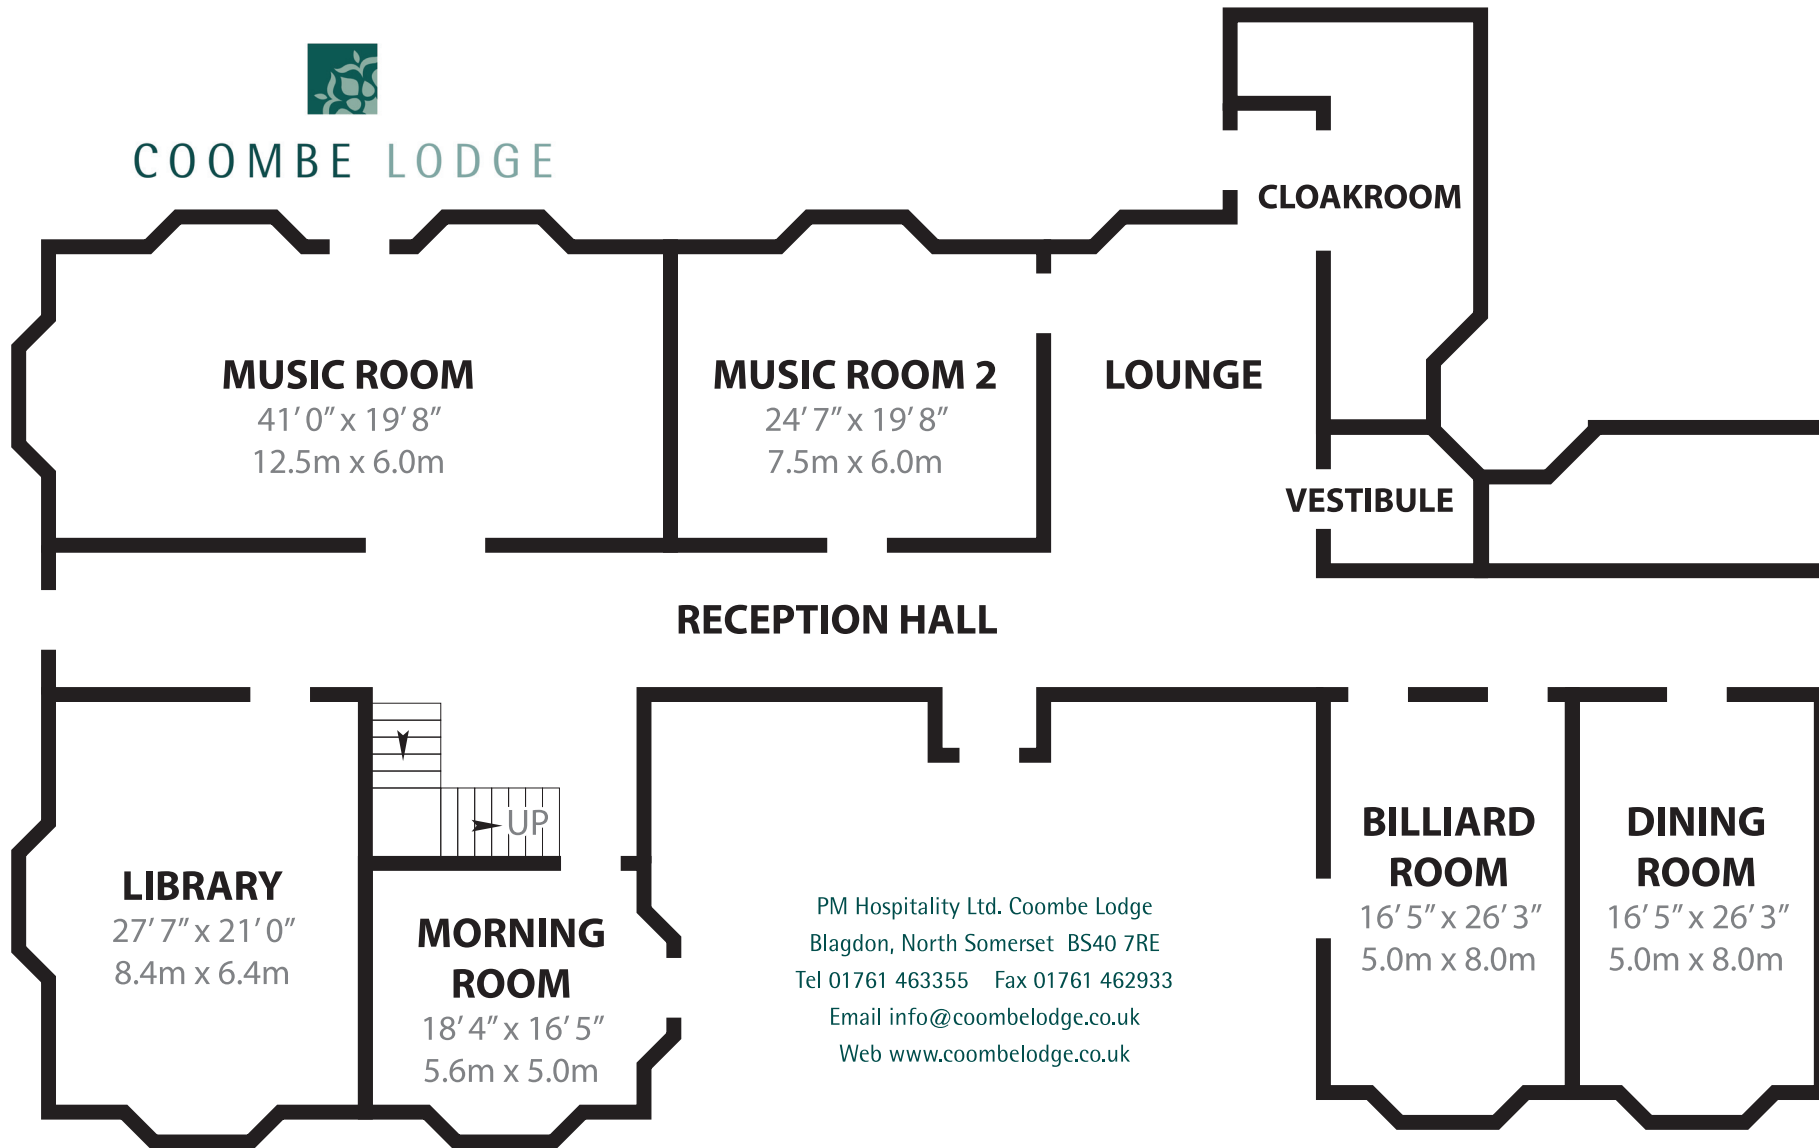 COOMBE LODGE
CLOAKROOM
MUSIC ROOM
41’ 0” x 19’ 8”
12.5m x 6.0m
MUSIC ROOM 2
24’ 7” x 19’ 8”
7.5m x 6.0m
LOUNGE
VESTIBULE
RECEPTION HALL
UP
LIBRARY
27’ 7” x 21’ 0”
8.4m x 6.4m
MORNING
ROOM
18’ 4” x 16’ 5”
5.6m x 5.0m
PM Hospitality Ltd. Coombe Lodge
Blagdon, North Somerset BS40 7RE
Tel 01761 463355 Fax 01761 462933
Email info@coombelodge.co.uk
Web www.coombelodge.co.uk
BILLIARD
ROOM
16’ 5” x 26’ 3”
5.0m x 8.0m
DINING
ROOM
16’ 5” x 26’ 3”
5.0m x 8.0m